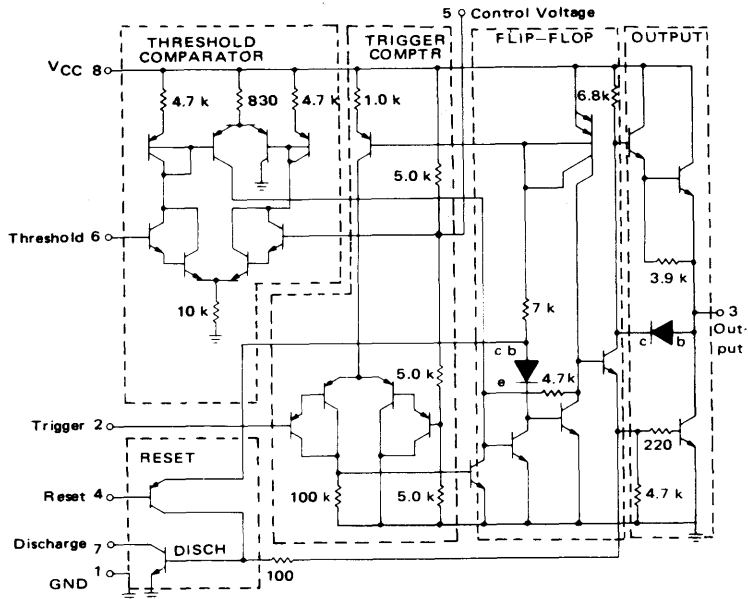 5 Control Voltage
THRESHOLD COMPARATOR
TRIGGER COMPTR
FLIP-FLOP
OUTPUT
VCC 8
4.7 k
830
4.7 k
1.0 k
6.8k
5.0 k
Threshold 6
3.9 k
10 k
7 k
3 Out-
put
c b
c b
e
4.7k
5.0 k
Trigger 2
220
RESET
Reset 4
100 k
5.0 k
4.7 k
Discharge 7
DISCH
100
GND 1